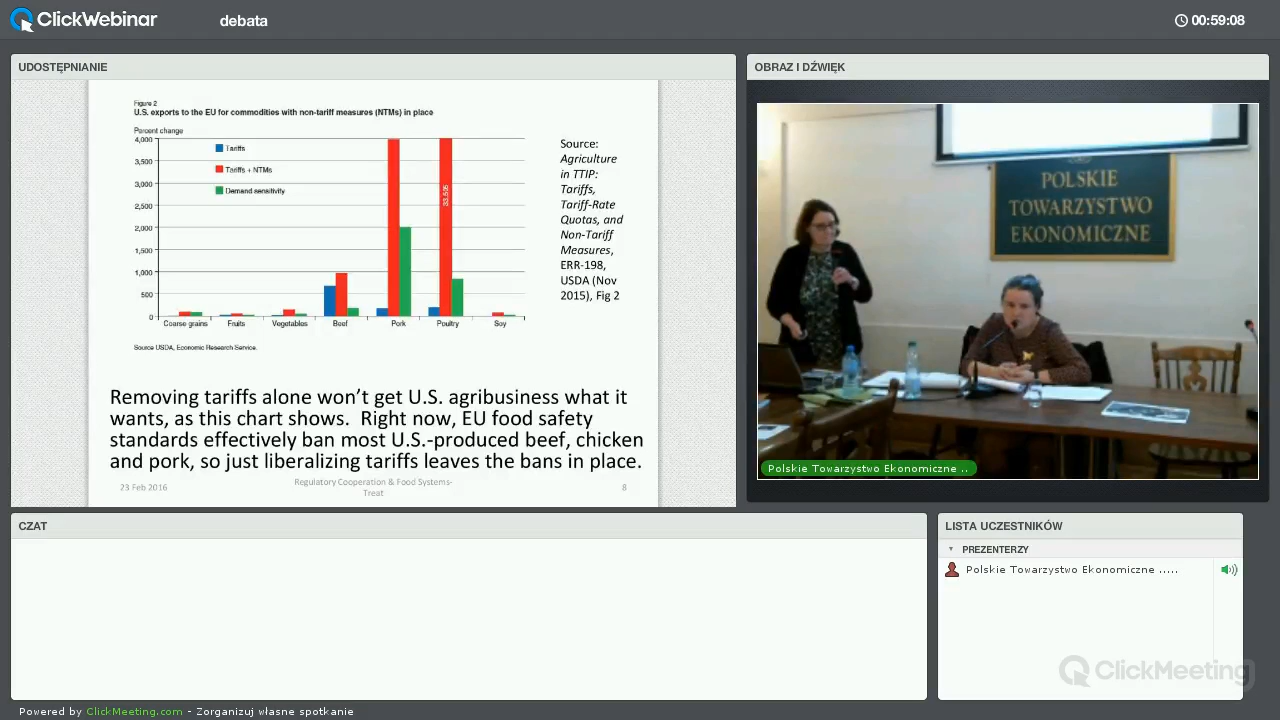 ClickWebinar
debata
00:59:08
UDOSTĘPNIANIE
Figure 2
U.S. exports to the EU for commodities with non-tariff measures (NTMs) in place
Percent change
4,000
3,500
3,000
2,500
2,000
1,500
1,000
500
0
Tariffs
Tariffs + NTMs
Demand sensitivity
Coarse grains
Fruits
Vegetables
Beef
Pork
Poultry
Soy
Source USDA, Economic Research Service.
Source:
Agriculture
in TTIP:
Tariffs,
Tariff-Rate
Quotas, and
Non-Tariff
Measures,
ERR-198,
USDA (Nov
2015), Fig 2
Removing tariffs alone won't get U.S. agribusiness what it
wants, as this chart shows.  Right now, EU food safety
standards effectively ban most U.S.-produced beef, chicken
and pork, so just liberalizing tariffs leaves the bans in place.
23 Feb 2016
Regulatory Cooperation & Food Systems-
Treat
8
OBRAZ I DŹWIĘK
POLSKIE
TOWARZYSTWO
EKONOMICZNE
Polskie Towarzystwo Ekonomiczne ..
CZAT
LISTA UCZESTNIKÓW
PREZENTERZY
Polskie Towarzystwo Ekonomiczne .....
ClickMeeting
Powered by ClickMeeting.com - Zorganizuj własne spotkanie